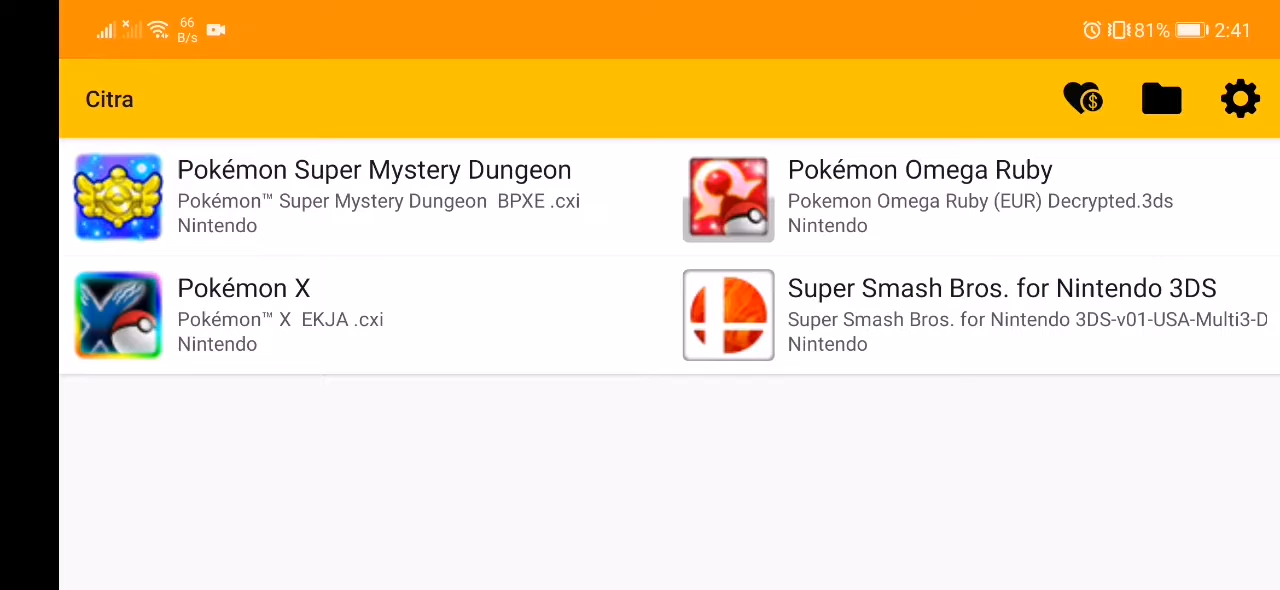 66
B/s
81%
2:41
Citra
Pokémon Super Mystery Dungeon
Pokémon™ Super Mystery Dungeon BPXE .cxi
Nintendo
Pokémon Omega Ruby
Pokemon Omega Ruby (EUR) Decrypted.3ds
Nintendo
Pokémon X
Pokémon™ X EKJA .cxi
Nintendo
Super Smash Bros. for Nintendo 3DS
Super Smash Bros. for Nintendo 3DS-v01-USA-Multi3-D
Nintendo